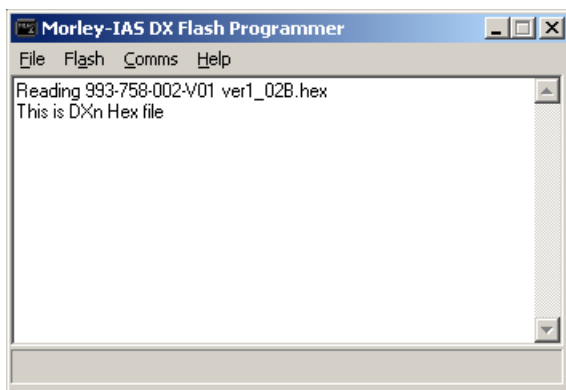 Morley-IAS DX Flash Programmer
File Flash Comms Help
Reading 993-758-002-V01 ver1_02B.hex
This is DXn Hex file